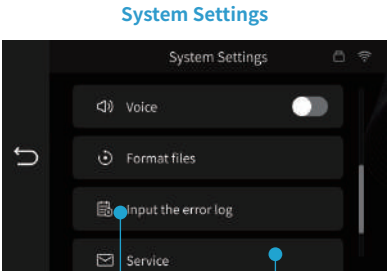 System Settings
System Settings
Voice
Format files
Input the error log
Service